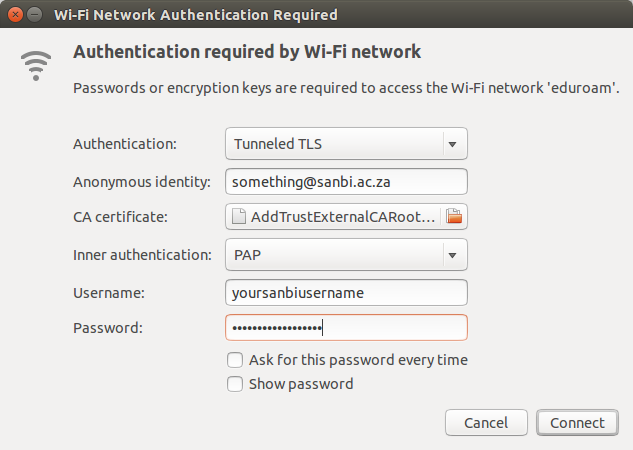 Wi-Fi Network Authentication Required
Authentication required by Wi-Fi network
Passwords or encryption keys are required to access the Wi-Fi network 'eduroam'.
Authentication: Tunneled TLS
Anonymous identity: something@sanbi.ac.za
CA certificate: AddTrustExternalCARoot...
Inner authentication: PAP
Username: yoursanbiusername
Password: ••••••••••••••••••
Ask for this password every time
Show password
Cancel Connect